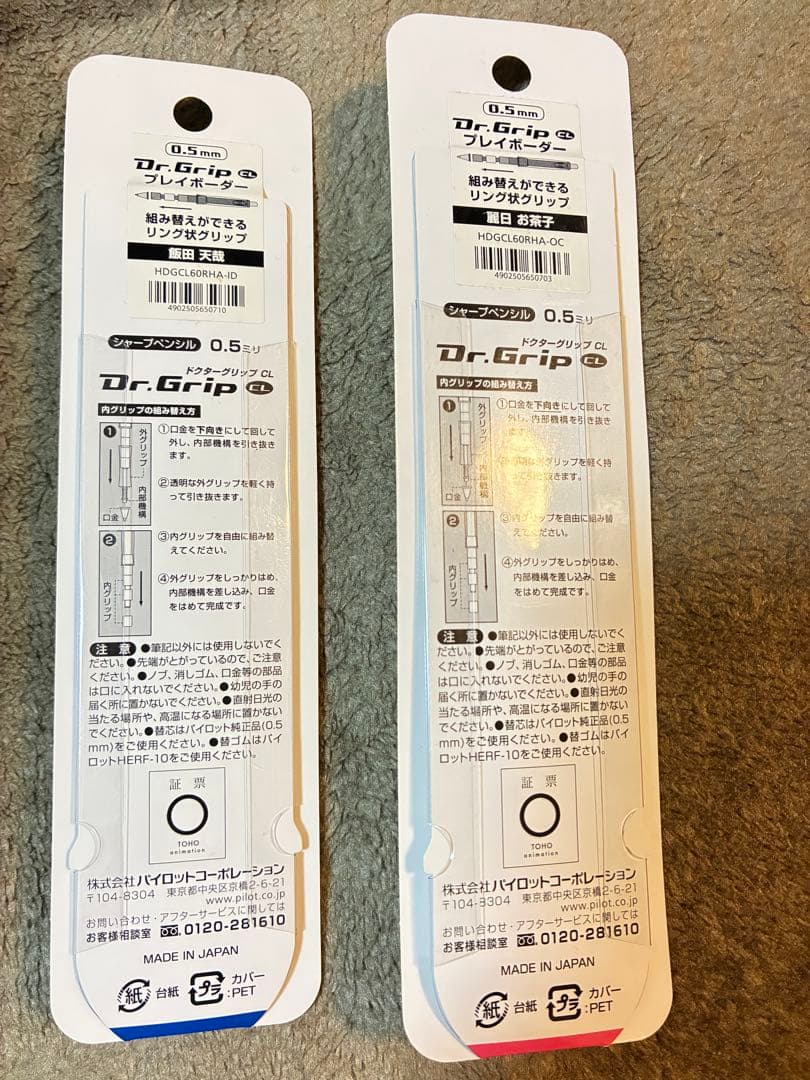 0.5mm
Dr.Grip CL
プレイボーダー
組み替えができる
リング状グリップ
飯田 天哉
HDGCL60RHA-ID
4902505650710
シャープペンシル 0.5ミリ
ドクターグリップ CL
Dr.Grip CL
内グリップの組み替え方
1
外グリップ
内部機構
口金
①口金を下向きにして回して
外し、内部機構を引き抜き
ます。
②透明な外グリップを軽く持
って引き抜きます。
2
内グリップ
③内グリップを自由に組み替
えてください。
④外グリップをしっかりはめ、
内部機構を差し込み、口金
をはめて完成です。
注意 ●筆記以外には使用しないでく
ださい。●先端がとがっているので、ご注意
ください。●ノブ、消しゴム、口金等の部品
は口に入れないでください。●幼児の手の
届く所に置かないでください。●直射日光の
当たる場所や、高温になる場所に置かない
でください。●替芯はパイロット純正品(0.5
mm)をご使用ください。●替ゴムはパイ
ロットHERF-10をご使用ください。
証票
TOHO
animation
株式会社パイロットコーポレーション
〒104-8304 東京都中央区京橋2-6-21
www.pilot.co.jp
お問い合わせ・アフターサービスに関しては
お客様相談室 0120-281610
MADE IN JAPAN
紙 台紙 プラ カバー
:PET
0.5mm
Dr.Grip CL
プレイボーダー
組み替えができる
リング状グリップ
麗日 お茶子
HDGCL60RHA-OC
4902505650703
シャープペンシル 0.5ミリ
ドクターグリップ CL
Dr.Grip CL
内グリップの組み替え方
1
外グリップ
内部機構
口金
①口金を下向きにして回して
外し、内部機構を引き抜き
ます。
外グリップを軽く持
って引き抜きます。
2
内グリップ
③内グリップを自由に組み替
えてください。
④外グリップをしっかりはめ、
内部機構を差し込み、口金
をはめて完成です。
注意 ●筆記以外には使用しないでく
ださい。●先端がとがっているので、ご注意
ください。●ノブ、消しゴム、口金等の部品
は口に入れないでください。●幼児の手の
届く所に置かないでください。●直射日光の
当たる場所や、高温になる場所に置かない
でください。●替芯はパイロット純正品(0.5
mm)をご使用ください。●替ゴムはパイ
ロットHERF-10をご使用ください。
証票
TOHO
animation
株式会社パイロットコーポレーション
〒104-8304 東京都中央区京橋2-6-21
www.pilot.co.jp
お問い合わせ・アフターサービスに関しては
お客様相談室 0120-281610
MADE IN JAPAN
紙 台紙 プラ カバー
:PET